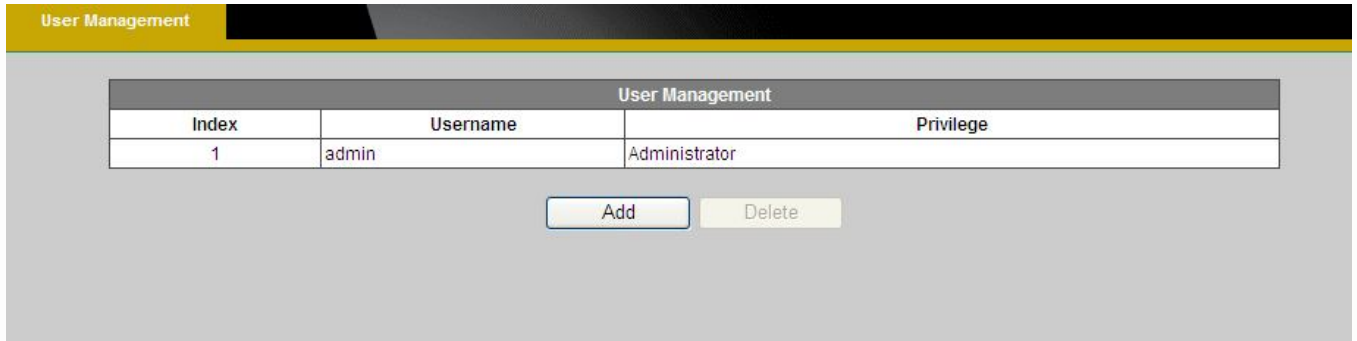 User Management
User Management
Index Username Privilege
1 admin Administrator
Add Delete